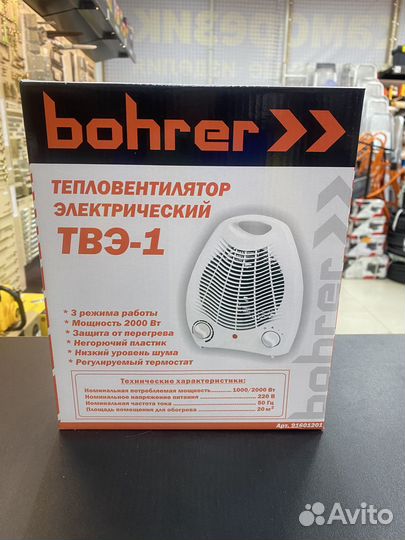 bohrer
ТЕПЛОВЕНТИЛЯТОР
ЭЛЕКТРИЧЕСКИЙ
ТВЭ-1
• 3 режима работы
• Мощность 2000 Вт
• Защита от перегрева
• Негорючий пластик
• Низкий уровень шума
• Регулируемый термостат
Технические характеристики:
Номинальная потребляемая мощность 1000/2000 Вт
Номинальное напряжение питания 220 В
Номинальная частота тока 50 Гц
Площадь помещения для обогрева 20 м²
bohrer
Арт. 91601201
Avito